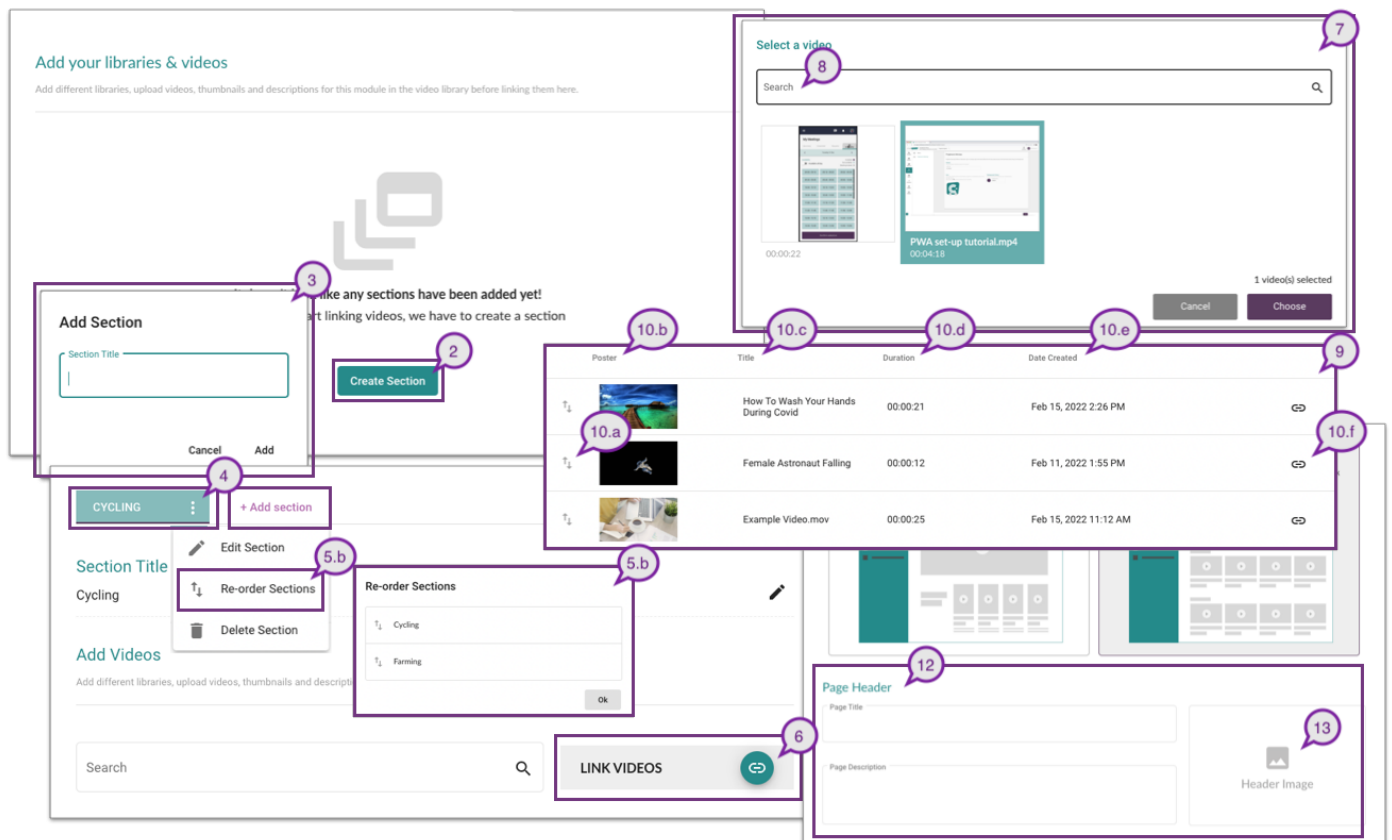 Add your libraries & videos
Add different libraries, upload videos, thumbnails and descriptions for this module in the video library before linking them here.
like any sections have been added yet!
art linking videos, we have to create a section
2
Create Section
3
Add Section
Section Title
Cancel
Add
7
Select a video
8
Search
00:00:22
PWA set-up tutorial.mp4
00:04:18
1 video(s) selected
Cancel
Choose
10.b
10.c
10.d
10.e
9
Poster
Title
Duration
Date Created
How To Wash Your Hands
During Covid
00:00:21
Feb 15, 2022 2:26 PM
10.a
10.f
Female Astronaut Falling
00:00:12
Feb 11, 2022 1:55 PM
Example Video.mov
00:00:25
Feb 15, 2022 11:12 AM
4
CYCLING
+ Add section
Edit Section
5.b
Re-order Sections
Delete Section
Section Title
Cycling
Add Videos
Add different libraries, upload videos, thumbnails and descripti
5.b
Re-order Sections
Cycling
Farming
Ok
Search
6
LINK VIDEOS
12
Page Header
Page Title
Page Description
13
Header Image